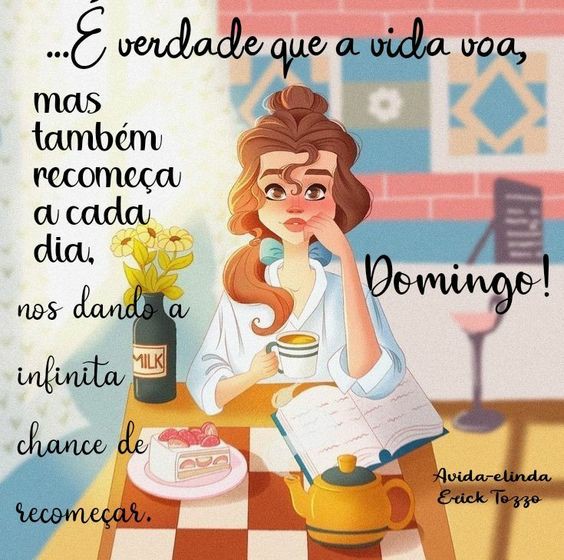 ...É verdade que a vida voa,
mas
também
recomeça
a cada
dia,
Domingo!
nos dando a
infinita
chance de
recomeçar.
MILK
Avida-elinda
Erick Tozzo